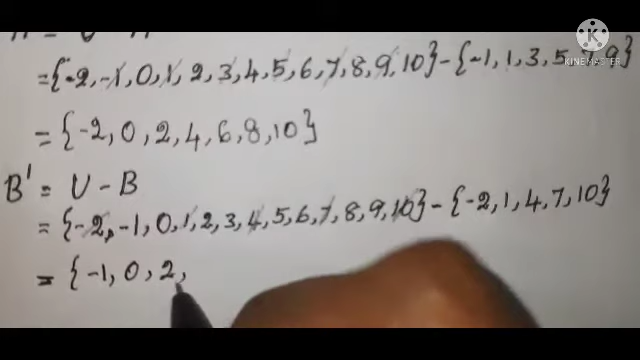 = {-2, -1, 0, 1, 2, 3, 4, 5, 6, 7, 8, 9, 10} - {-1, 1, 3, 5, 7, 9}
= {-2, 0, 2, 4, 6, 8, 10}
B' = U - B
= {-2, -1, 0, 1, 2, 3, 4, 5, 6, 7, 8, 9, 10} - {-2, 1, 4, 7, 10}
= {-1, 0, 2,
KINEMASTER